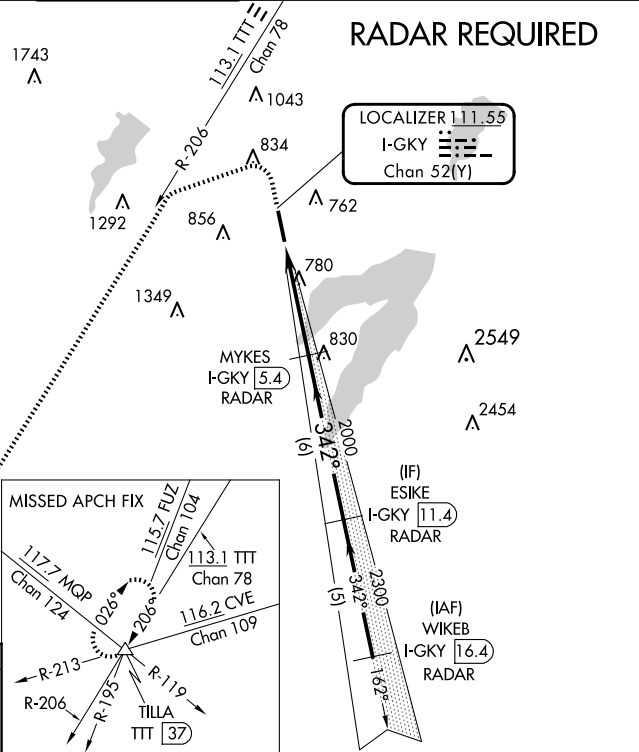 RADAR REQUIRED
1743
113.1 TTT
Chan 78
1043
R-206
834
LOCALIZER 111.55
I-GKY
Chan 52(Y)
1292
762
856
780
1349
830
2549
MYKES
I-GKY 5.4
RADAR
2454
342°
2000
(6)
(IF)
ESIKE
I-GKY 11.4
RADAR
342°
2300
(5)
(IAF)
WIKEB
I-GKY 16.4
RADAR
162°
MISSED APCH FIX
115.7 FUZ
Chan 104
113.1 TTT
Chan 78
117.7 MQP
Chan 124
026°
206°
116.2 CVE
Chan 109
R-213
R-119
R-206
R-195
TILLA
TTT 37